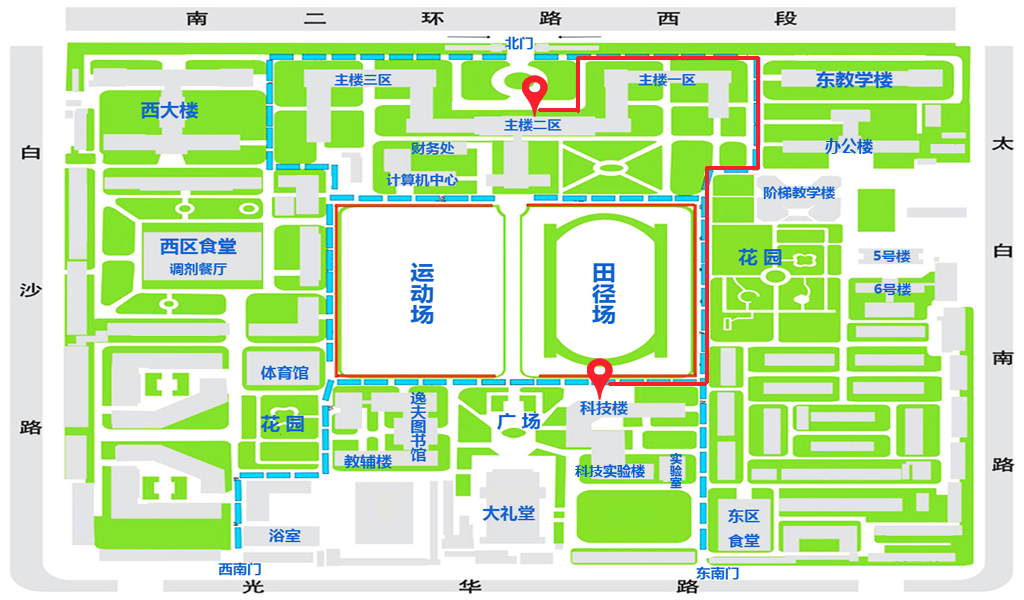 南二环路西段
北门
主楼三区
主楼一区
东教学楼
西大楼
主楼二区
白沙路
太白南路
财务处
办公楼
计算机中心
阶梯教学楼
西区食堂
调剂餐厅
运动场
田径场
花园
5号楼
6号楼
体育馆
逸夫图书馆
广场
科技楼
花园
教辅楼
科技实验楼
实验室
大礼堂
东区
食堂
浴室
西南门
东南门
光华路